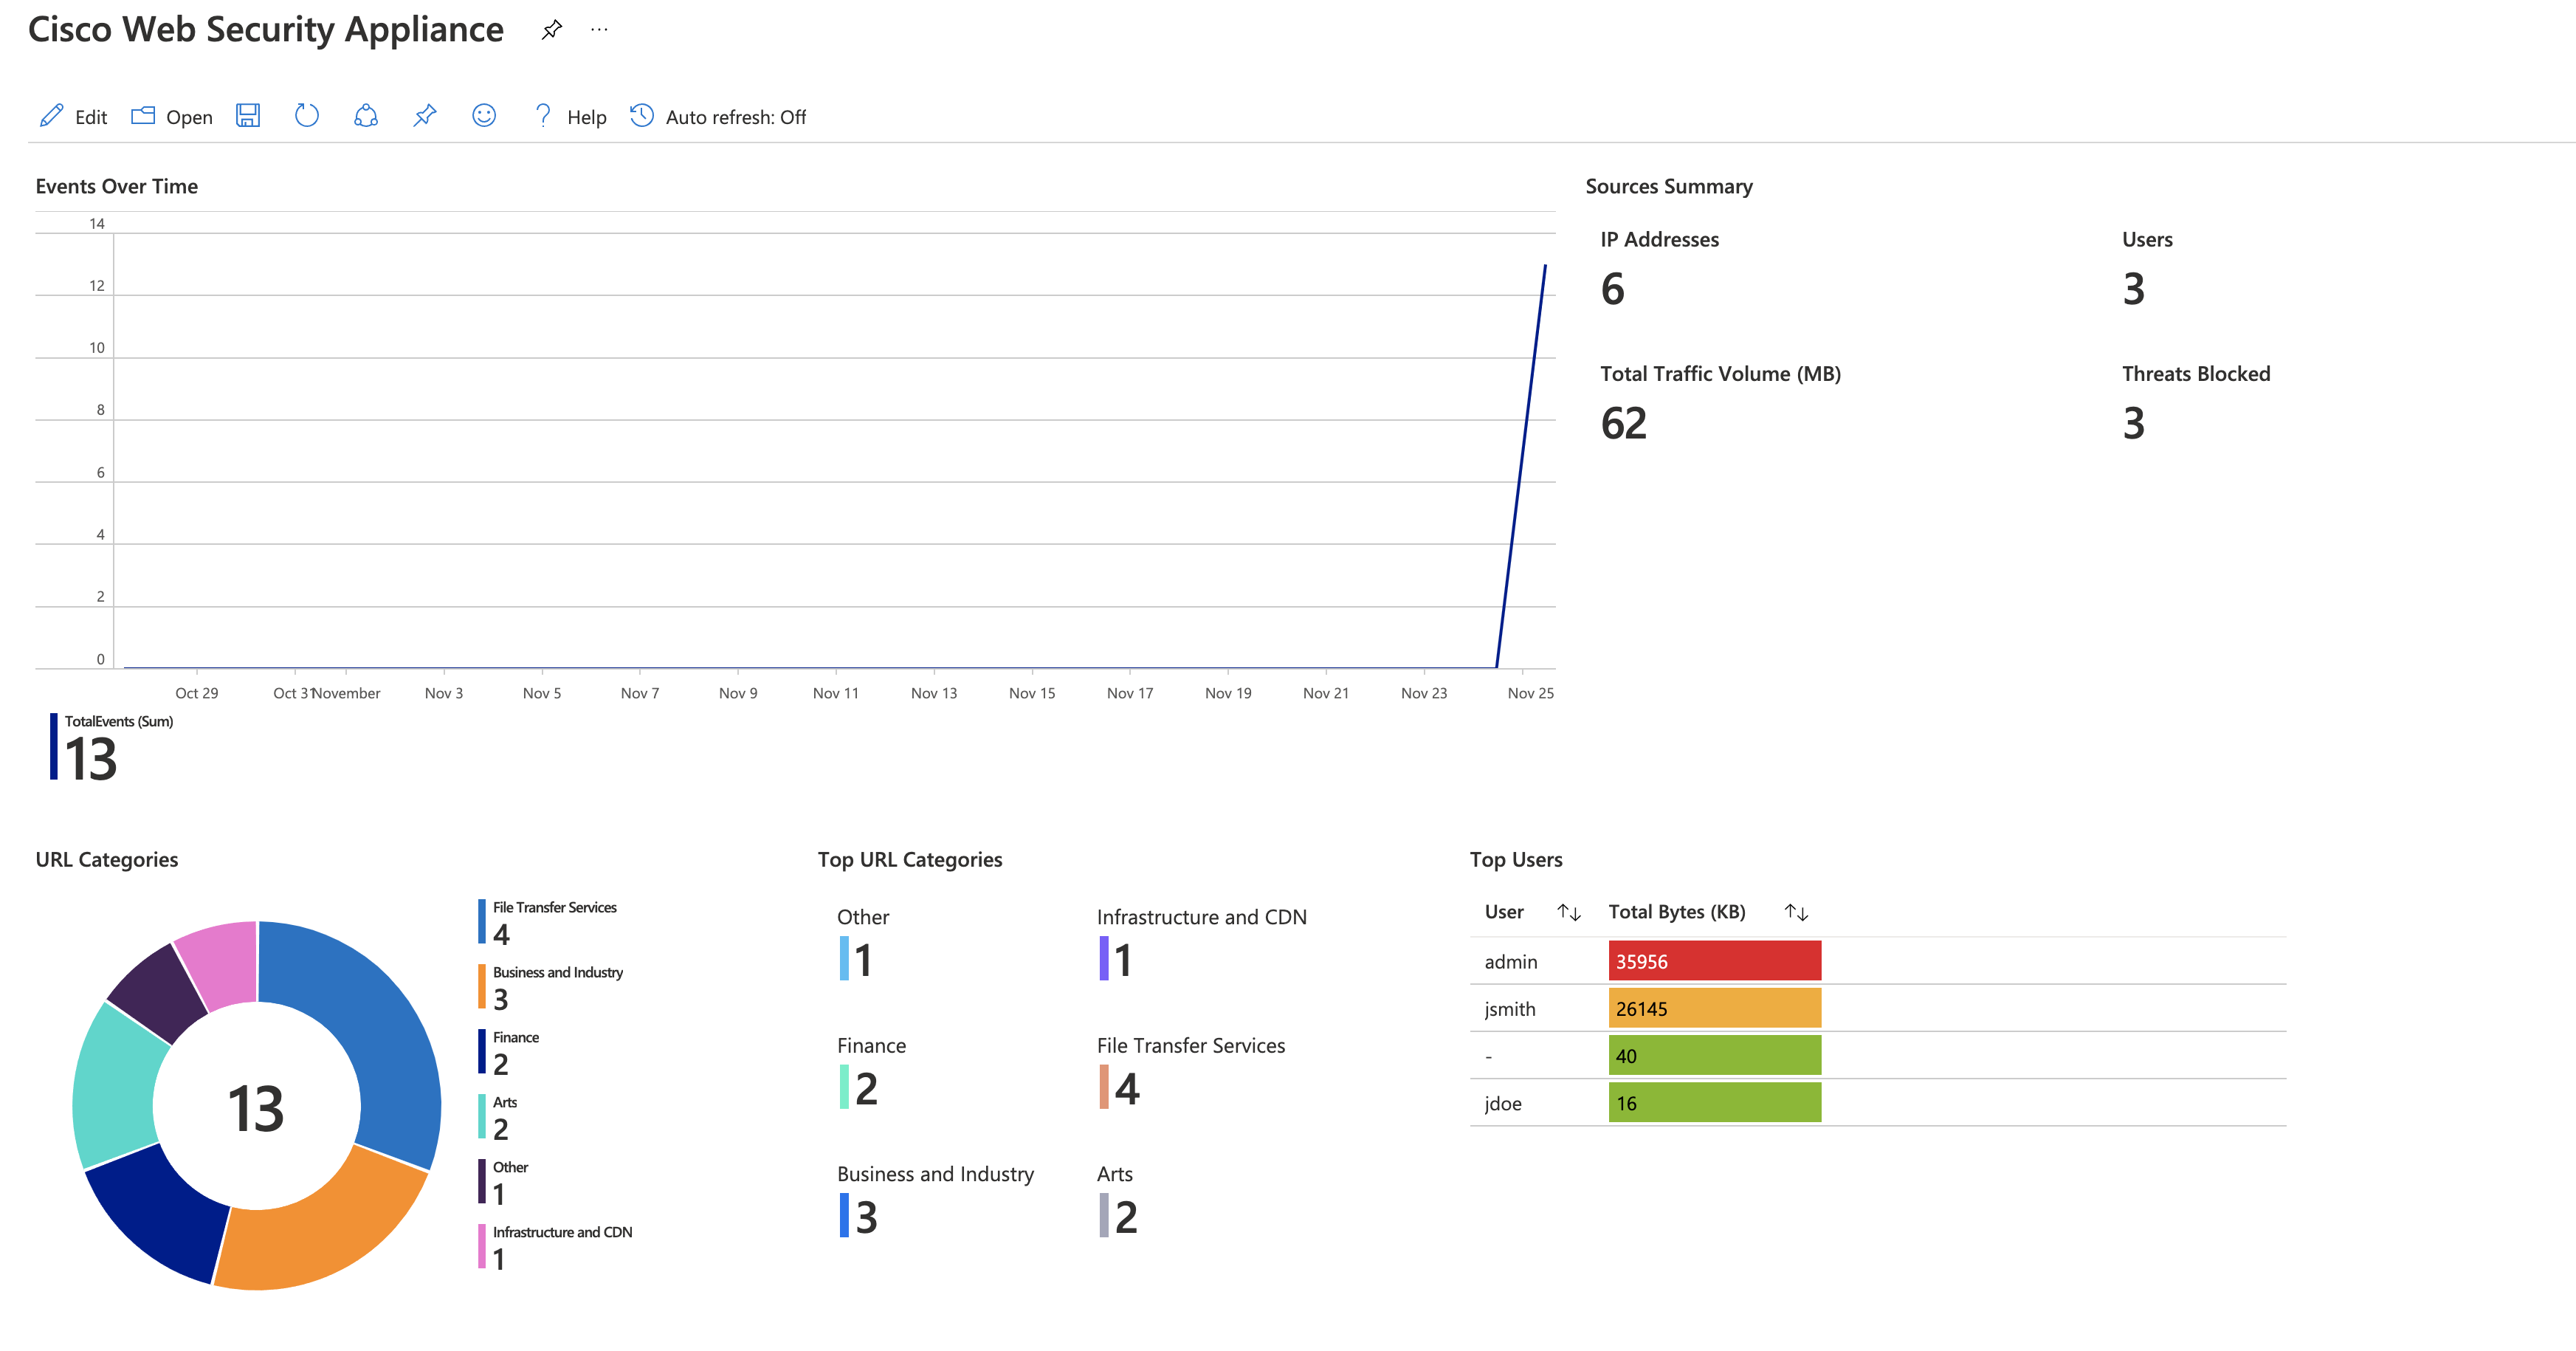 Cisco Web Security Appliance ...
Edit Open Help Auto refresh: Off
Events Over Time
14
12
10
8
6
4
2
0
Oct 29 Oct 31 November Nov 3 Nov 5 Nov 7 Nov 9 Nov 11 Nov 13 Nov 15 Nov 17 Nov 19 Nov 21 Nov 23 Nov 25
TotalEvents (Sum)
13
Sources Summary
IP Addresses
6
Users
3
Total Traffic Volume (MB)
62
Threats Blocked
3
URL Categories
13
File Transfer Services
4
Business and Industry
3
Finance
2
Arts
2
Other
1
Infrastructure and CDN
1
Top URL Categories
Other
1
Infrastructure and CDN
1
Finance
2
File Transfer Services
4
Business and Industry
3
Arts
2
Top Users
User ↑↓ Total Bytes (KB) ↑↓
admin 35956
jsmith 26145
- 40
jdoe 16